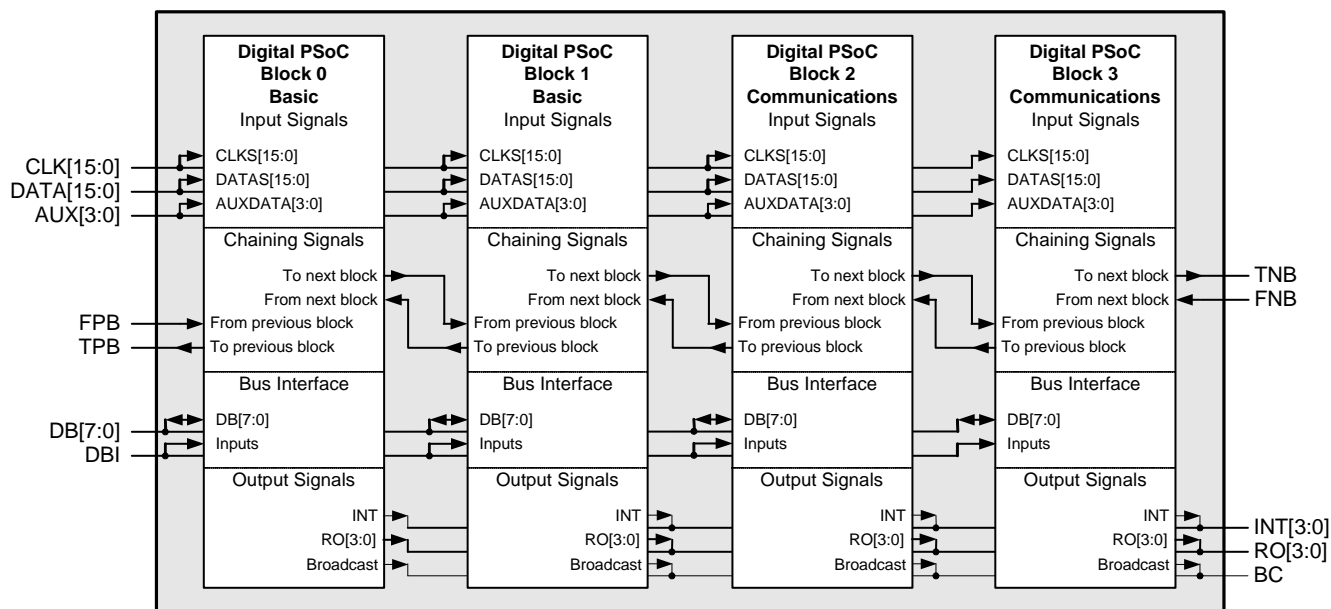 Digital PSoC
Block 0
Basic
Input Signals
CLKS[15:0]
DATAS[15:0]
AUXDATA[3:0]
Chaining Signals
To next block
From next block
From previous block
To previous block
Bus Interface
DB[7:0]
Inputs
Output Signals
INT
RO[3:0]
Broadcast
Digital PSoC
Block 1
Basic
Input Signals
CLKS[15:0]
DATAS[15:0]
AUXDATA[3:0]
Chaining Signals
To next block
From next block
From previous block
To previous block
Bus Interface
DB[7:0]
Inputs
Output Signals
INT
RO[3:0]
Broadcast
Digital PSoC
Block 2
Communications
Input Signals
CLKS[15:0]
DATAS[15:0]
AUXDATA[3:0]
Chaining Signals
To next block
From next block
From previous block
To previous block
Bus Interface
DB[7:0]
Inputs
Output Signals
INT
RO[3:0]
Broadcast
Digital PSoC
Block 3
Communications
Input Signals
CLKS[15:0]
DATAS[15:0]
AUXDATA[3:0]
Chaining Signals
To next block
From next block
From previous block
To previous block
Bus Interface
DB[7:0]
Inputs
Output Signals
INT
RO[3:0]
Broadcast
CLK[15:0]
DATA[15:0]
AUX[3:0]
FPB
TPB
DB[7:0]
DBI
TNB
FNB
INT[3:0]
RO[3:0]
BC